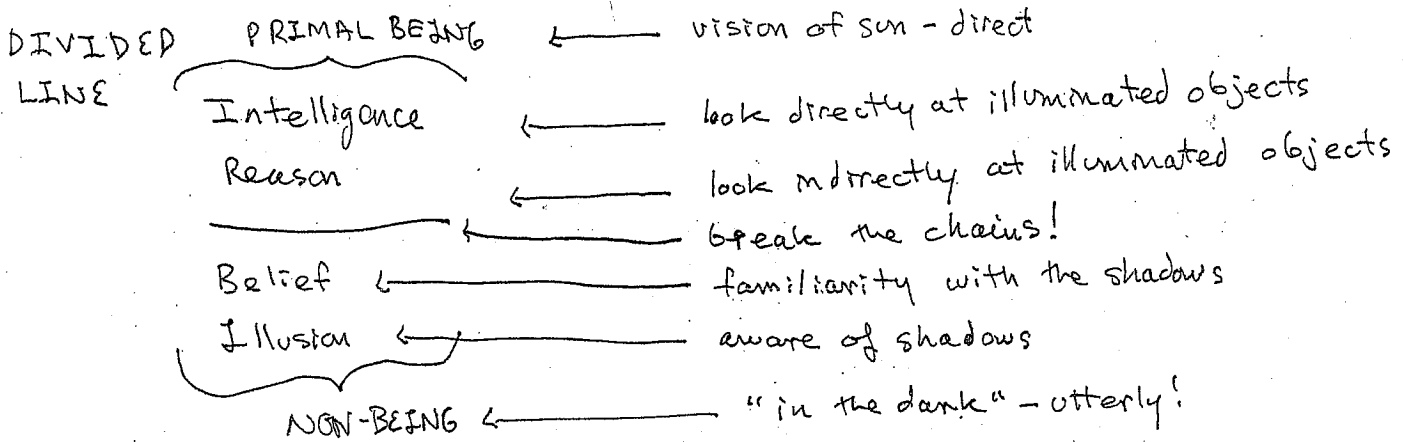 DIVIDED PRIMAL BEING ← vision of sun - direct
LINE
Intelligence ← look directly at illuminated objects
Reason ← look indirectly at illuminated objects
← break the chains!
Belief ← familiarity with the shadows
Illusion ← aware of shadows
NON-BEING ← "in the dark" - utterly!